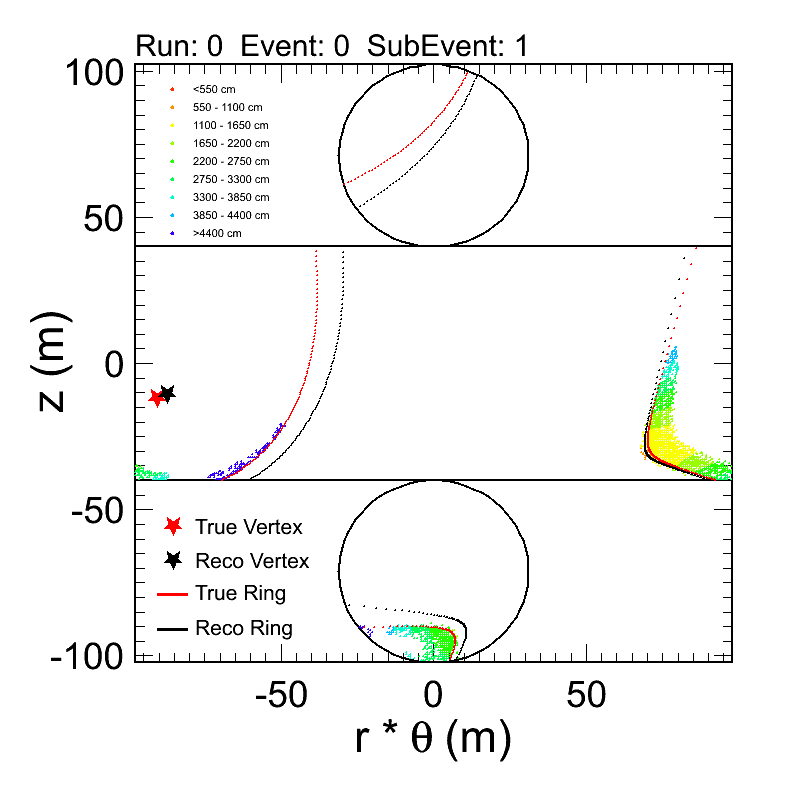 Run: 0  Event: 0  SubEvent: 1
100
<550 cm
550 - 1100 cm
1100 - 1650 cm
1650 - 2200 cm
2200 - 2750 cm
2750 - 3300 cm
3300 - 3850 cm
3850 - 4400 cm
>4400 cm
50
z (m)
0
-50
True Vertex
Reco Vertex
True Ring
Reco Ring
-100
-50 0 50
r * θ (m)